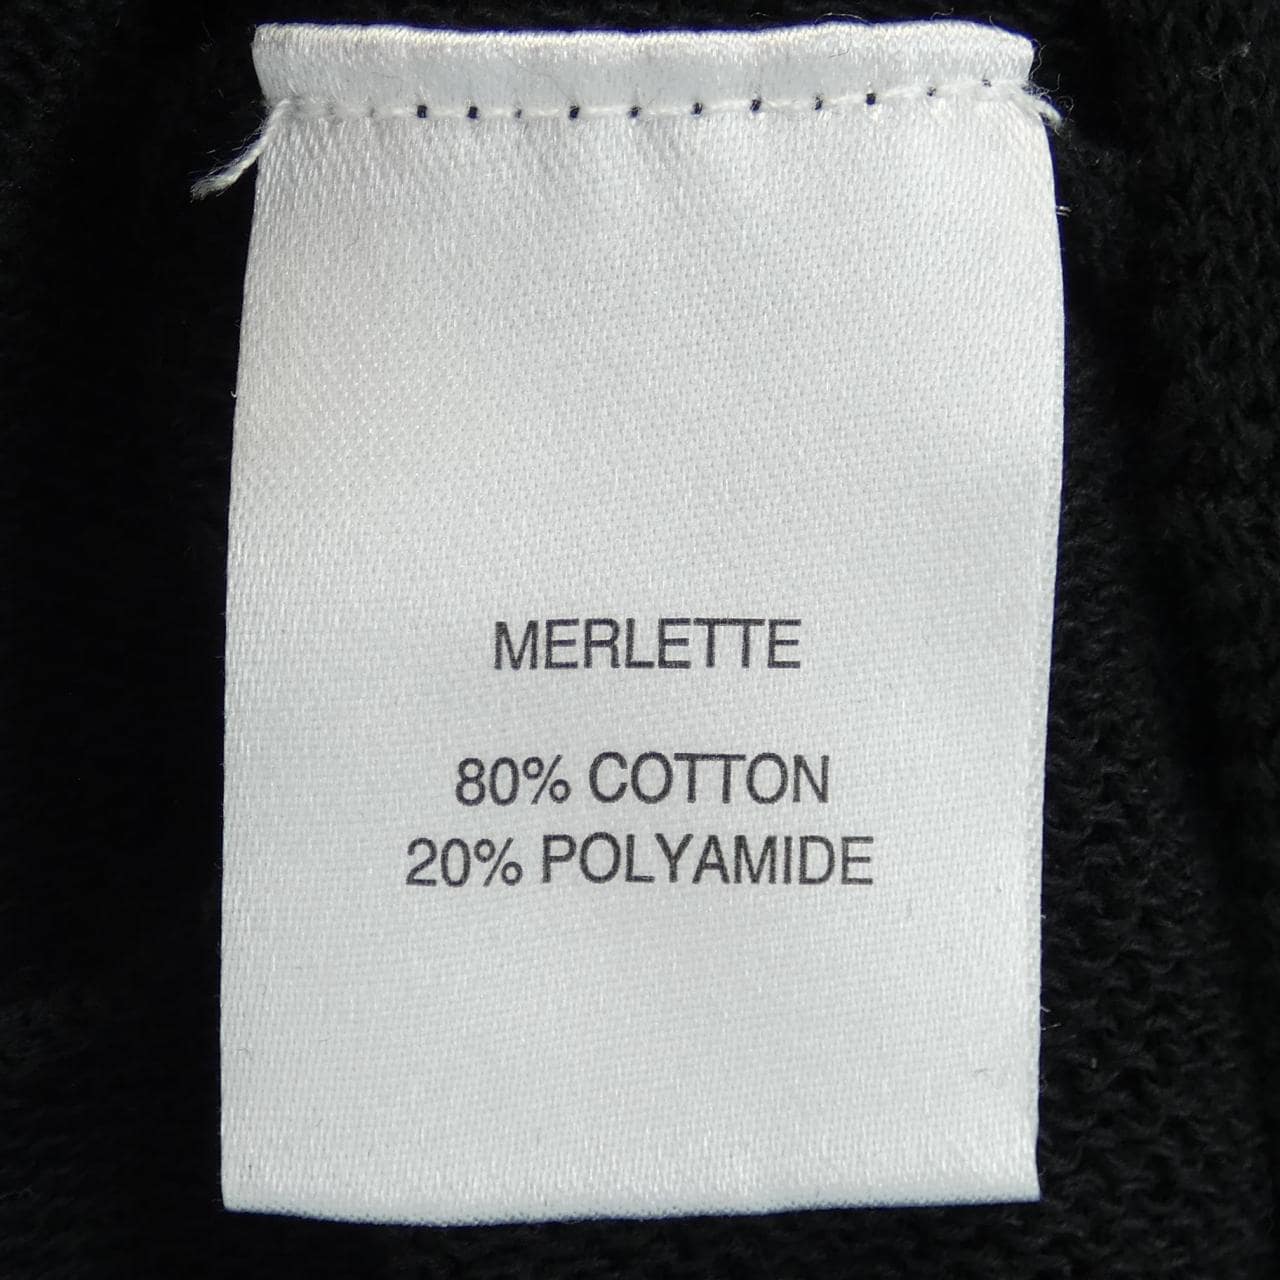 MERLETTE
80% COTTON
20% POLYAMIDE